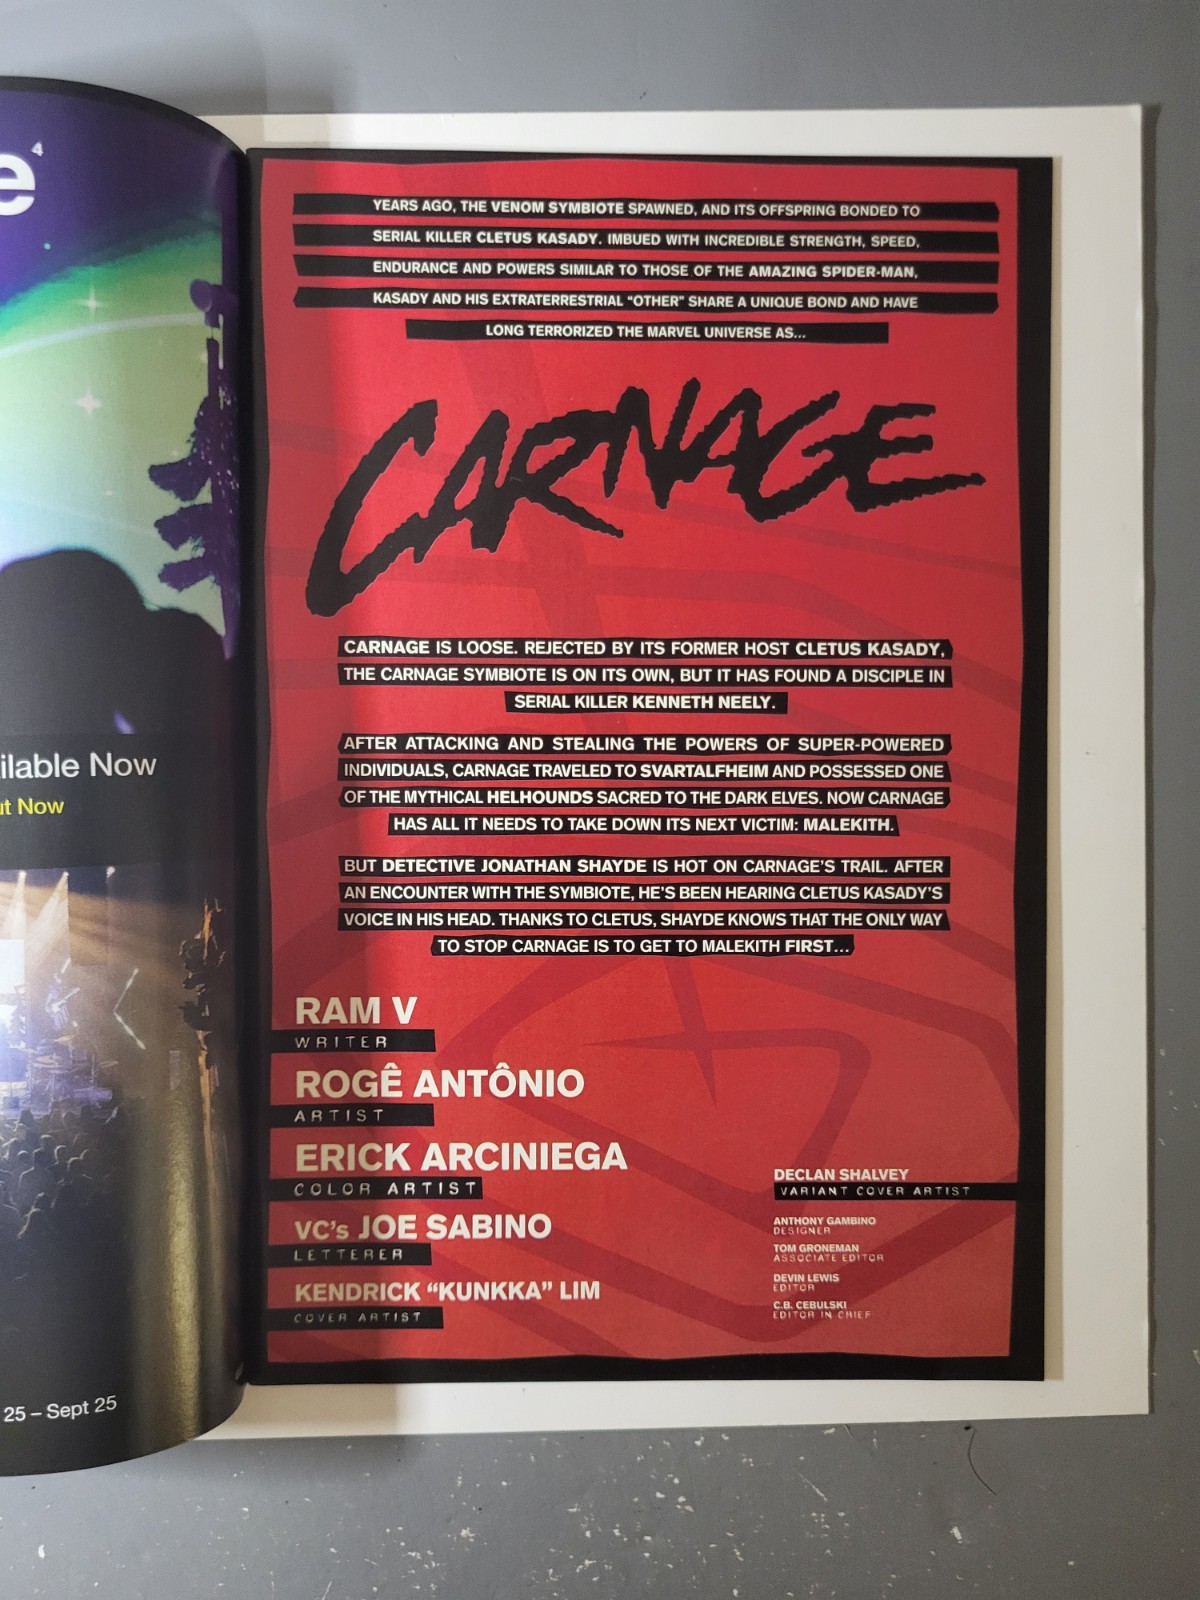 e⁴
ilable Now
ut Now
25 – Sept 25
YEARS AGO, THE VENOM SYMBIOTE SPAWNED, AND ITS OFFSPRING BONDED TO
SERIAL KILLER CLETUS KASADY. IMBUED WITH INCREDIBLE STRENGTH, SPEED,
ENDURANCE AND POWERS SIMILAR TO THOSE OF THE AMAZING SPIDER-MAN,
KASADY AND HIS EXTRATERRESTRIAL “OTHER” SHARE A UNIQUE BOND AND HAVE
LONG TERRORIZED THE MARVEL UNIVERSE AS...
CARNAGE
CARNAGE IS LOOSE. REJECTED BY ITS FORMER HOST CLETUS KASADY,
THE CARNAGE SYMBIOTE IS ON ITS OWN, BUT IT HAS FOUND A DISCIPLE IN
SERIAL KILLER KENNETH NEELY.
AFTER ATTACKING AND STEALING THE POWERS OF SUPER-POWERED
INDIVIDUALS, CARNAGE TRAVELED TO SVARTALFHEIM AND POSSESSED ONE
OF THE MYTHICAL HELHOUNDS SACRED TO THE DARK ELVES. NOW CARNAGE
HAS ALL IT NEEDS TO TAKE DOWN ITS NEXT VICTIM: MALEKITH.
BUT DETECTIVE JONATHAN SHAYDE IS HOT ON CARNAGE’S TRAIL. AFTER
AN ENCOUNTER WITH THE SYMBIOTE, HE’S BEEN HEARING CLETUS KASADY’S
VOICE IN HIS HEAD. THANKS TO CLETUS, SHAYDE KNOWS THAT THE ONLY WAY
TO STOP CARNAGE IS TO GET TO MALEKITH FIRST...
RAM V
WRITER
ROGÊ ANTÔNIO
ARTIST
ERICK ARCINIEGA
COLOR ARTIST
VC’s JOE SABINO
LETTERER
KENDRICK “KUNKKA” LIM
COVER ARTIST
DECLAN SHALVEY
VARIANT COVER ARTIST
ANTHONY GAMBINO
DESIGNER
TOM GRONEMAN
ASSOCIATE EDITOR
DEVIN LEWIS
EDITOR
C.B. CEBULSKI
EDITOR IN CHIEF